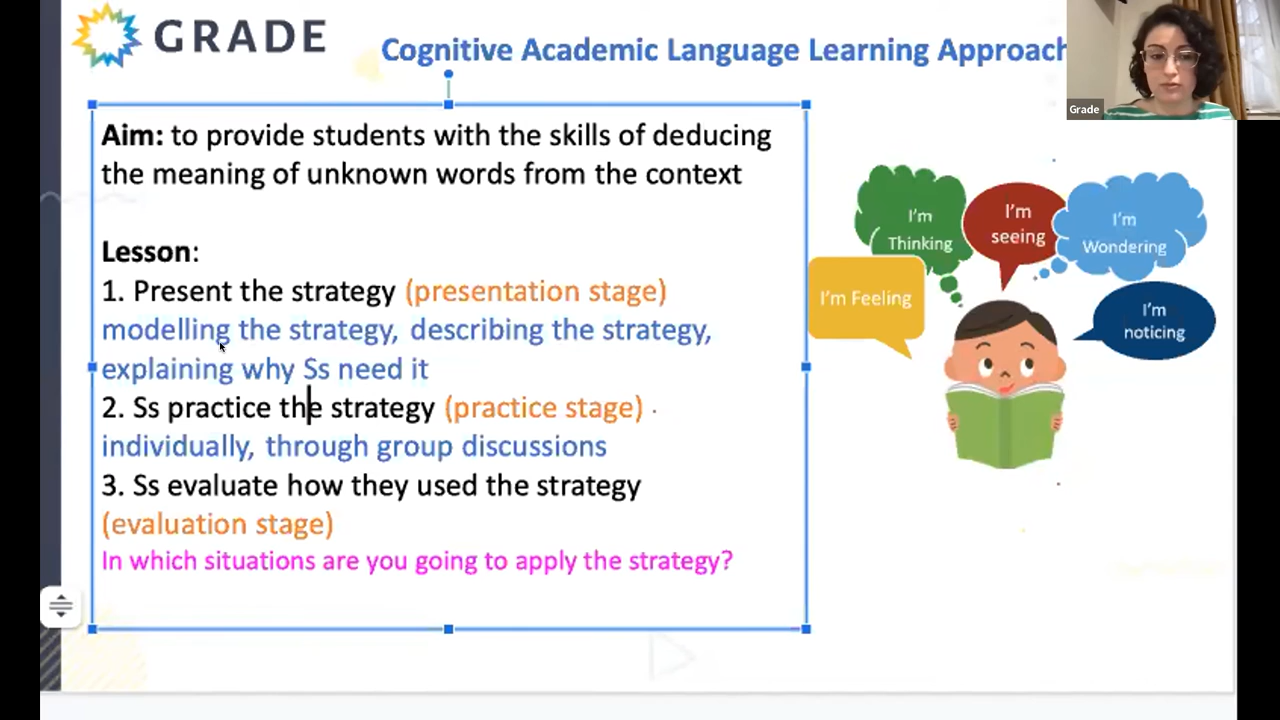 GRADE
Cognitive Academic Language Learning Approach
Grade
Aim: to provide students with the skills of deducing
the meaning of unknown words from the context
Lesson:
1. Present the strategy (presentation stage)
modelling the strategy, describing the strategy,
explaining why Ss need it
2. Ss practice the strategy (practice stage)
individually, through group discussions
3. Ss evaluate how they used the strategy
(evaluation stage)
In which situations are you going to apply the strategy?
I'm
Thinking
I'm
seeing
I'm
Wondering
I'm Feeling
I'm
noticing